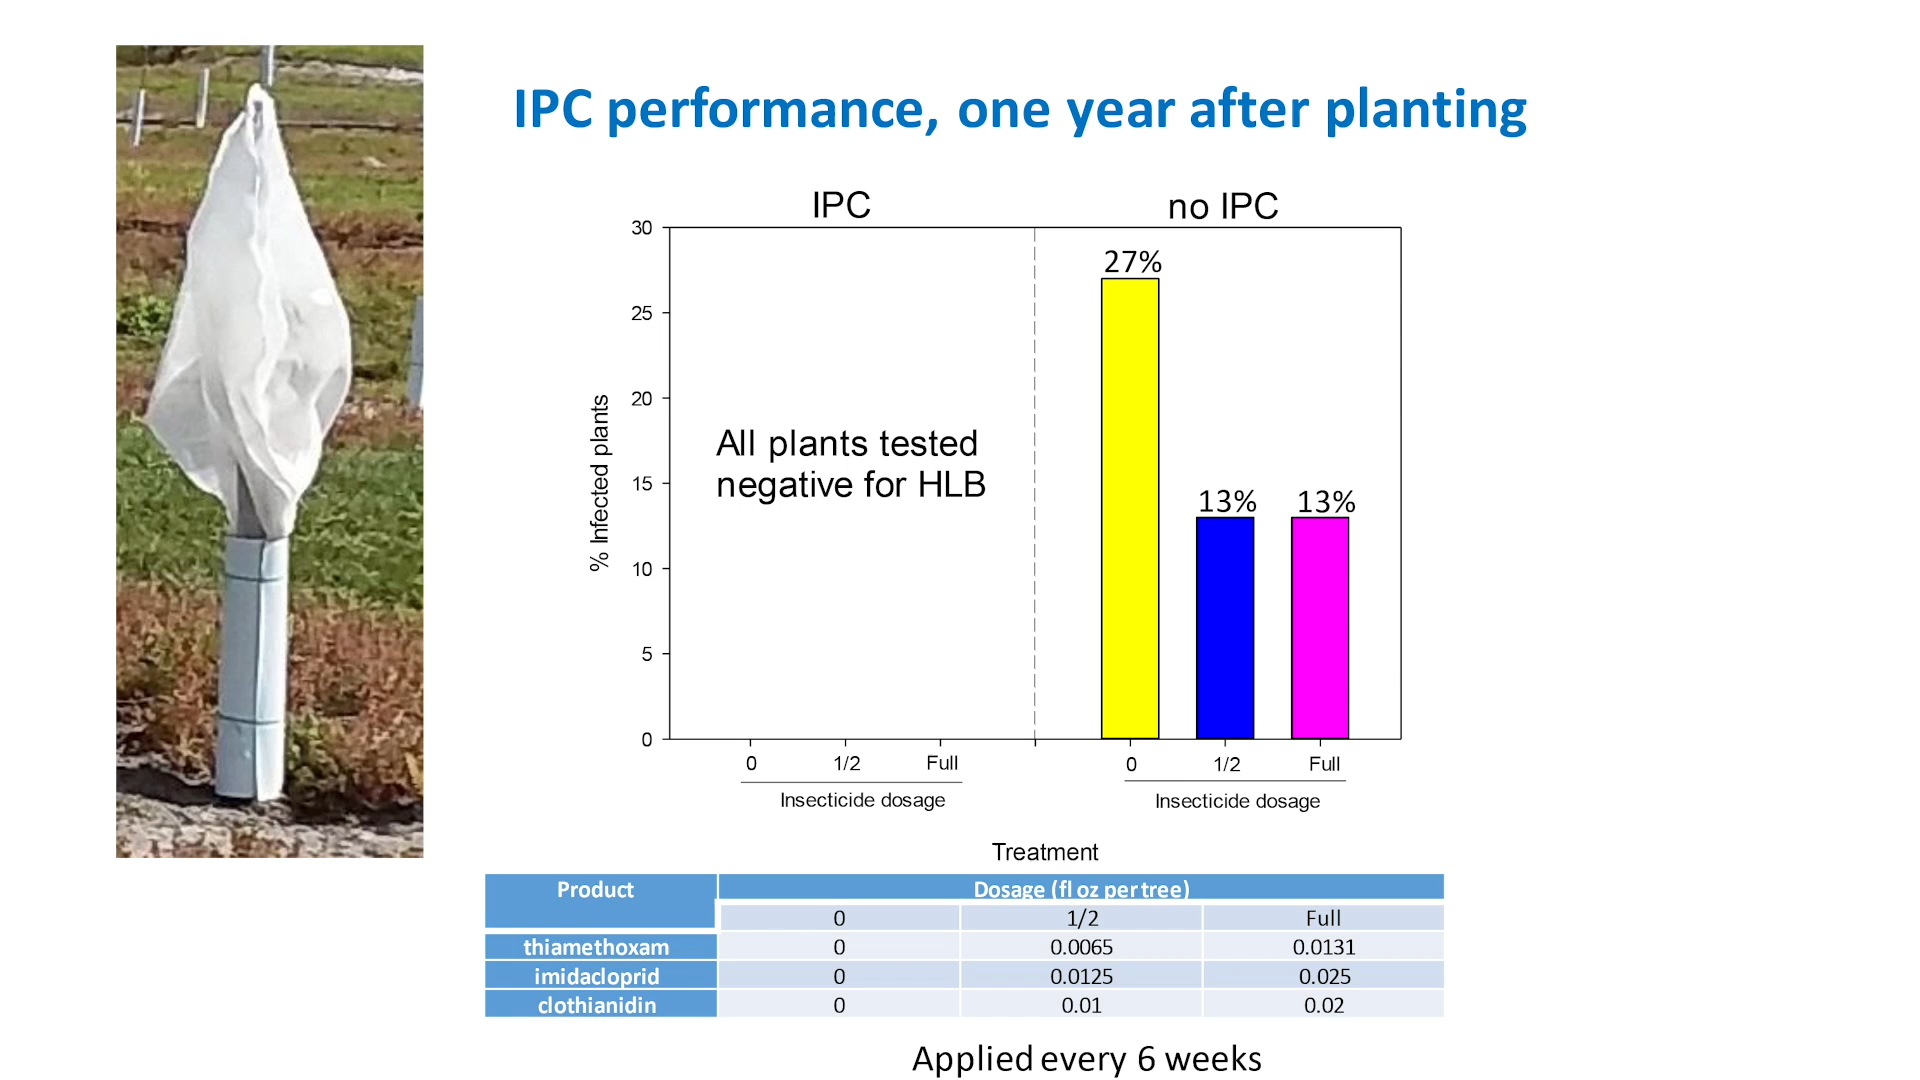 IPC performance, one year after planting
IPC
no IPC
30
25
20
15
10
5
0
% Infected plants
All plants tested
negative for HLB
27%
13%
13%
0 1/2 Full
Insecticide dosage
0 1/2 Full
Insecticide dosage
Treatment
Product Dosage (fl oz per tree)
0 1/2 Full
thiamethoxam 0 0.0065 0.0131
imidacloprid 0 0.0125 0.025
clothianidin 0 0.01 0.02
Applied every 6 weeks